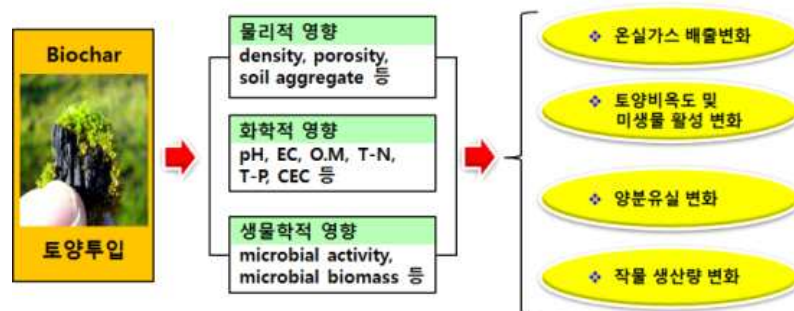 Biochar
토양투입
물리적 영향
density, porosity,
soil aggregate 등
화학적 영향
pH, EC, O.M, T-N,
T-P, CEC 등
생물학적 영향
microbial activity,
microbial biomass 등
온실가스 배출변화
토양비옥도 및
미생물 활성 변화
양분유실 변화
작물 생산량 변화